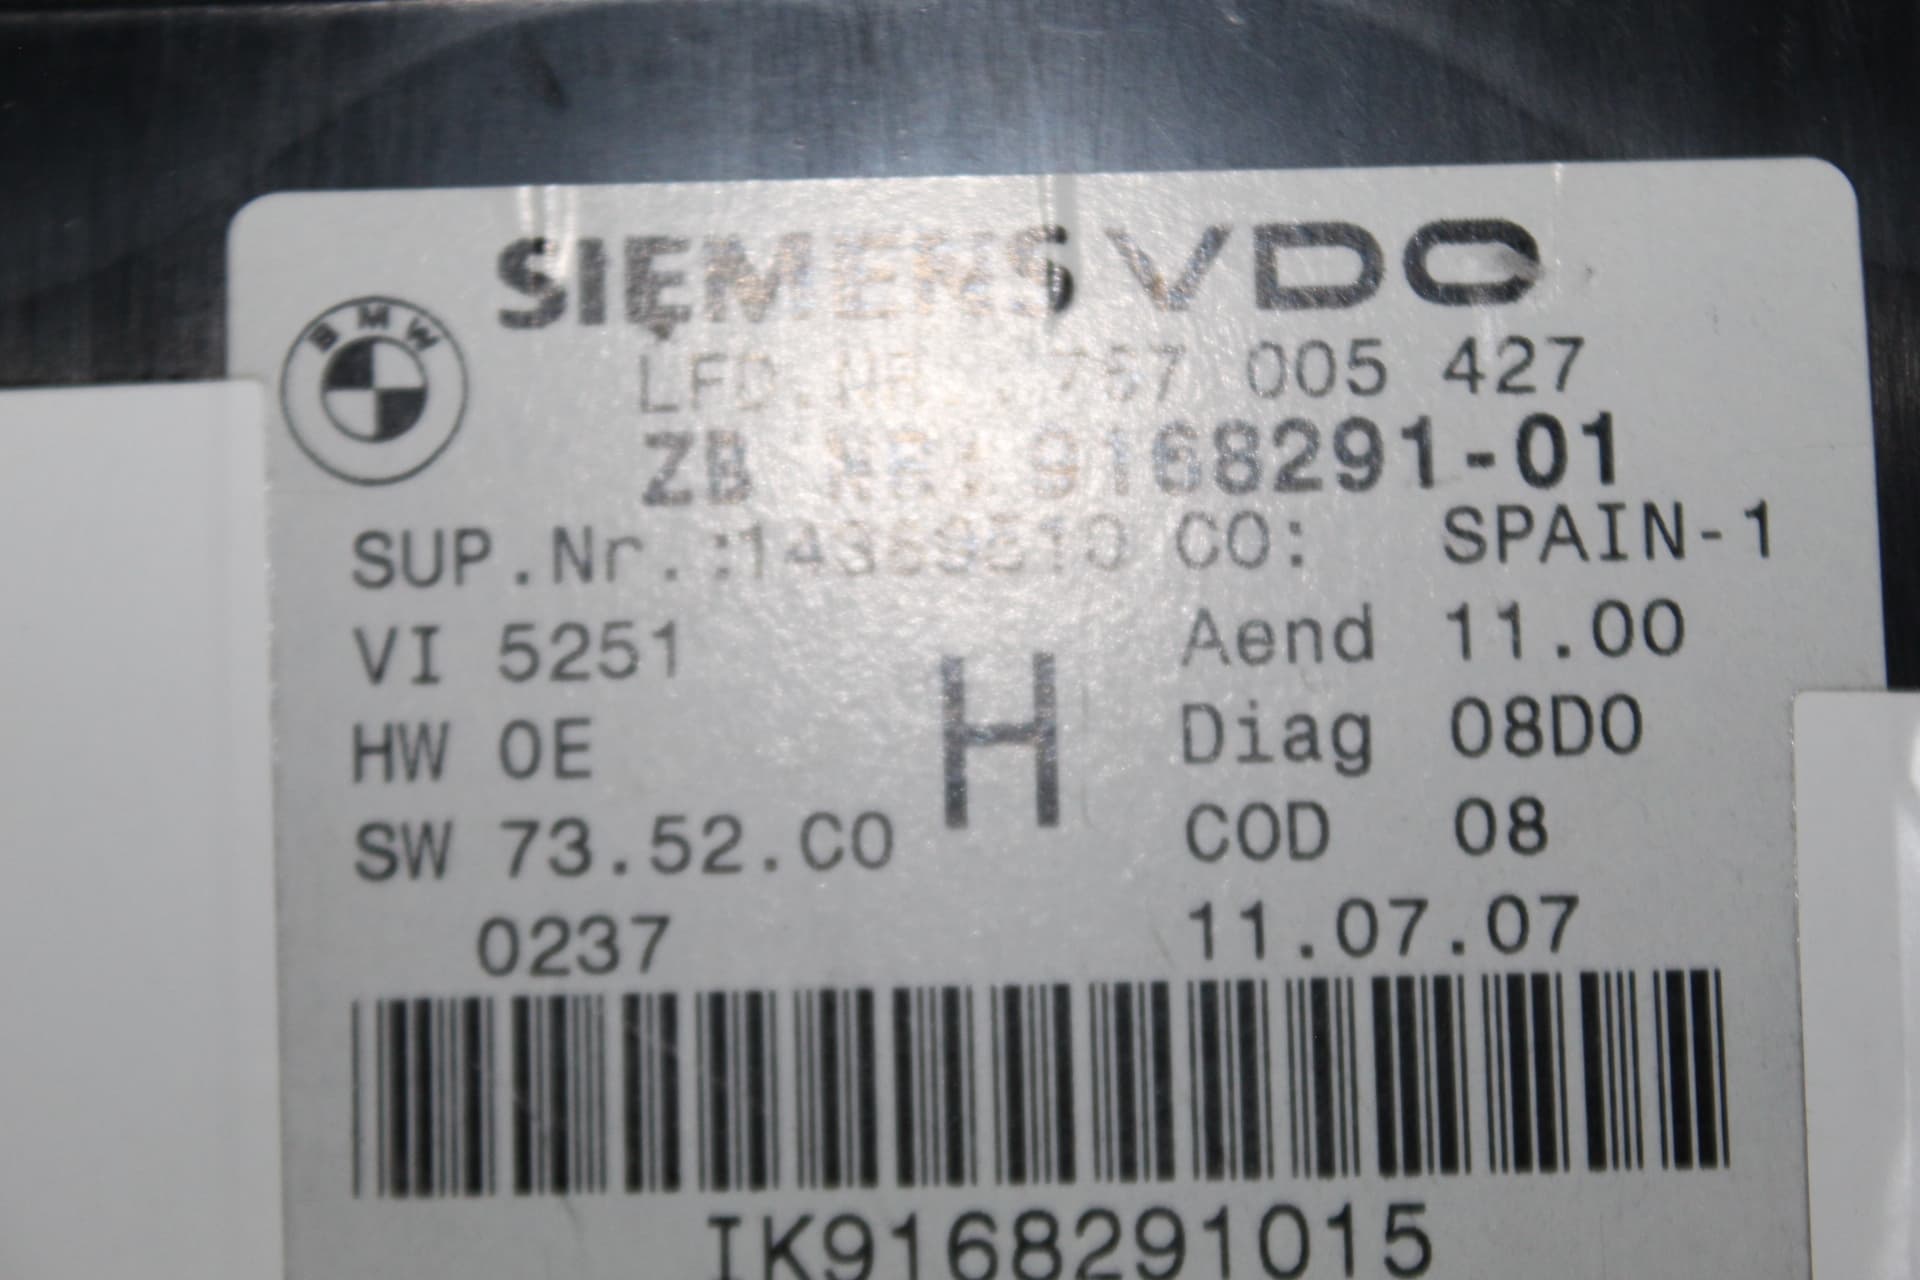 SIEMENS VDO
BMW
LFD.NR 767 005 427
ZB NR: 9168291-01
SUP.Nr.: CO: SPAIN-1
VI 5251 Aend 11.00
HW 0E H Diag 08D0
SW 73.52.C0 COD 08
0237 11.07.07
IK9168291015